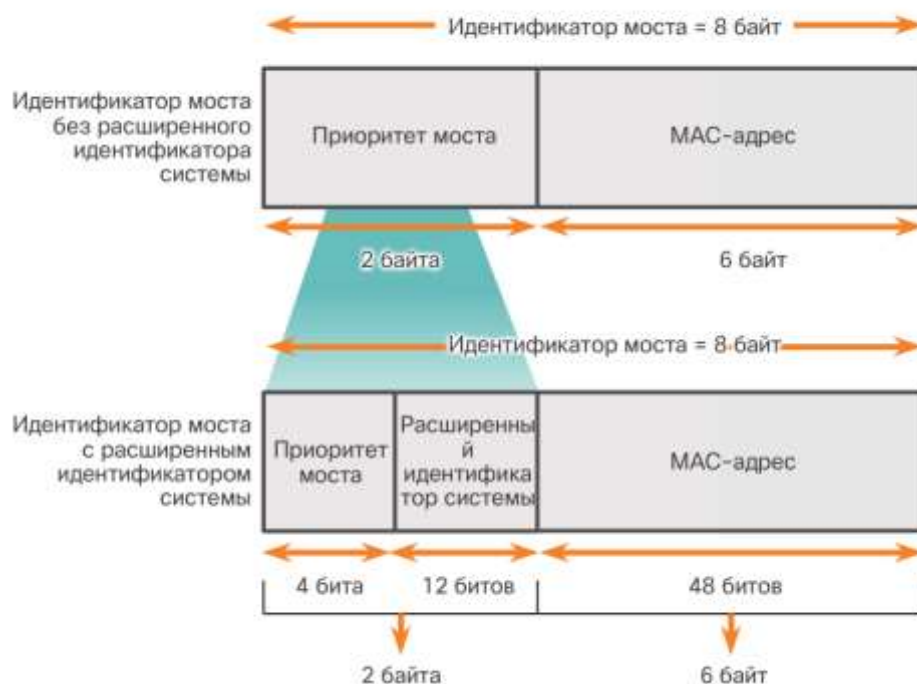 Идентификатор моста = 8 байт
Идентификатор моста
без расширенного
идентификатора
системы
Приоритет моста
МАС-адрес
2 байта
6 байт
Идентификатор моста = 8 байт
Идентификатор моста
с расширенным
идентификатором
системы
Приоритет
моста
Расширенны
й
идентифика
тор системы
МАС-адрес
4 бита
12 битов
48 битов
2 байта
6 байт